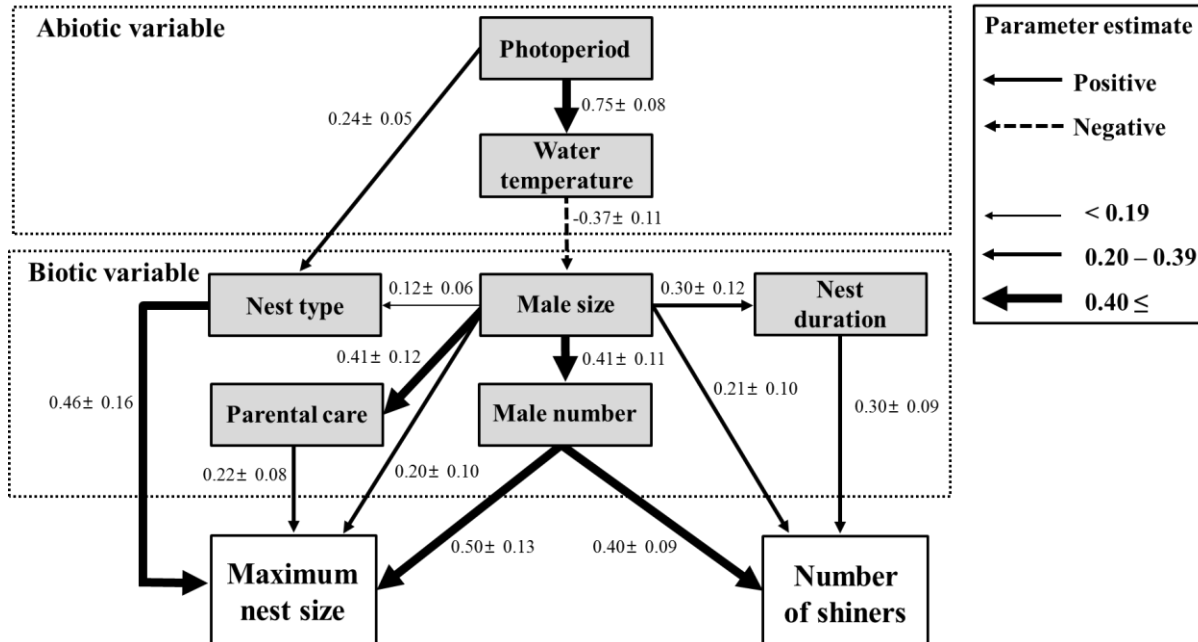 Abiotic variable
Photoperiod
0.24± 0.05
0.75± 0.08
Water
temperature
-0.37± 0.11
Biotic variable
Nest type
0.12± 0.06
Male size
0.30± 0.12
Nest
duration
0.41± 0.12
0.41± 0.11
0.21± 0.10
0.46± 0.16
Parental care
Male number
0.30± 0.09
0.22± 0.08
0.20± 0.10
0.50± 0.13
0.40± 0.09
Maximum
nest size
Number
of shiners
Parameter estimate
Positive
Negative
< 0.19
0.20 – 0.39
0.40 ≤